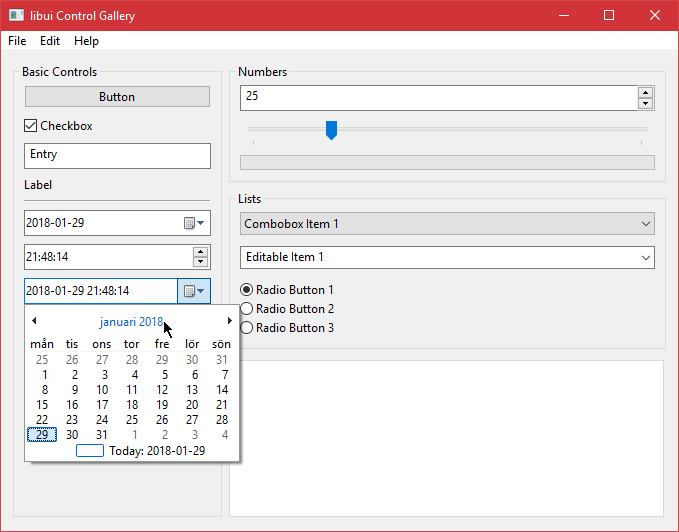 libui Control Gallery
File Edit Help
Basic Controls
Button
Checkbox
Entry
Label
2018-01-29
21:48:14
2018-01-29 21:48:14
januari 2018
mån tis ons tor fre lör sön
25 26 27 28 29 30 31
1 2 3 4 5 6 7
8 9 10 11 12 13 14
15 16 17 18 19 20 21
22 23 24 25 26 27 28
29 30 31 1 2 3 4
Today: 2018-01-29
Numbers
25
Lists
Combobox Item 1
Editable Item 1
Radio Button 1
Radio Button 2
Radio Button 3